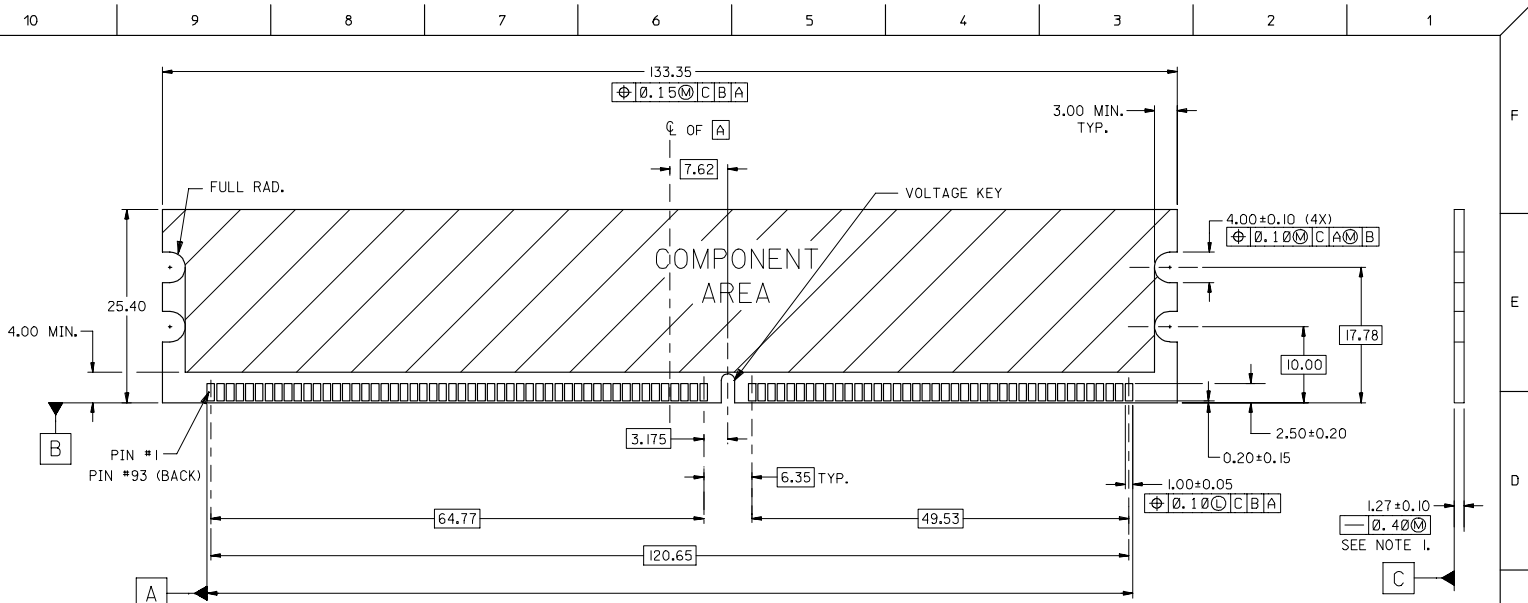 10 9 8 7 6 5 4 3 2 1
133.35
⌖ Ø.15Ⓜ C B A
3.00 MIN.
TYP.
F
℄ OF A
7.62
FULL RAD.
VOLTAGE KEY
4.00±0.10 (4X)
⌖ Ø.10Ⓜ C AⓂ B
COMPONENT
AREA
25.40
E
4.00 MIN.
17.78
10.00
B
3.175
2.50±0.20
PIN #1
PIN #93 (BACK)
0.20±0.15
6.35 TYP.
D
1.00±0.05
⌖ Ø.10Ⓛ C B A
64.77
49.53
1.27±0.10
— Ø.40Ⓜ
SEE NOTE 1.
120.65
A
C